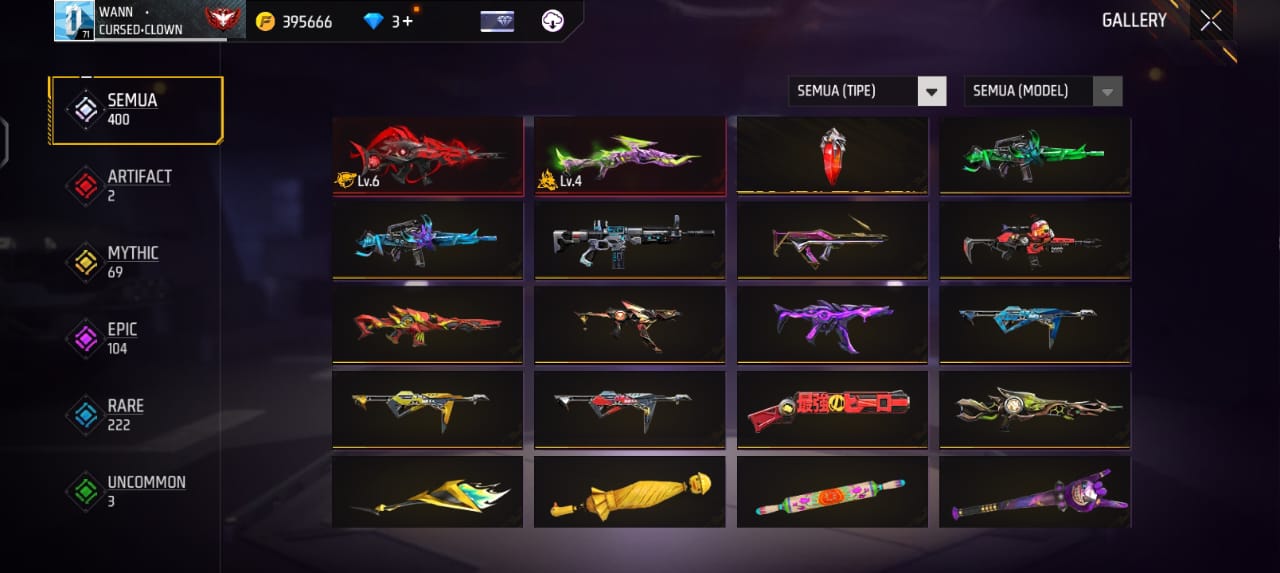 WANN •
CURSED•CLOWN
71
395666
3+
GALLERY
SEMUA
400
SEMUA (TIPE)
SEMUA (MODEL)
ARTIFACT
2
MYTHIC
69
EPIC
104
RARE
222
UNCOMMON
3
Lv.6
Lv.4
最強のヒーロー